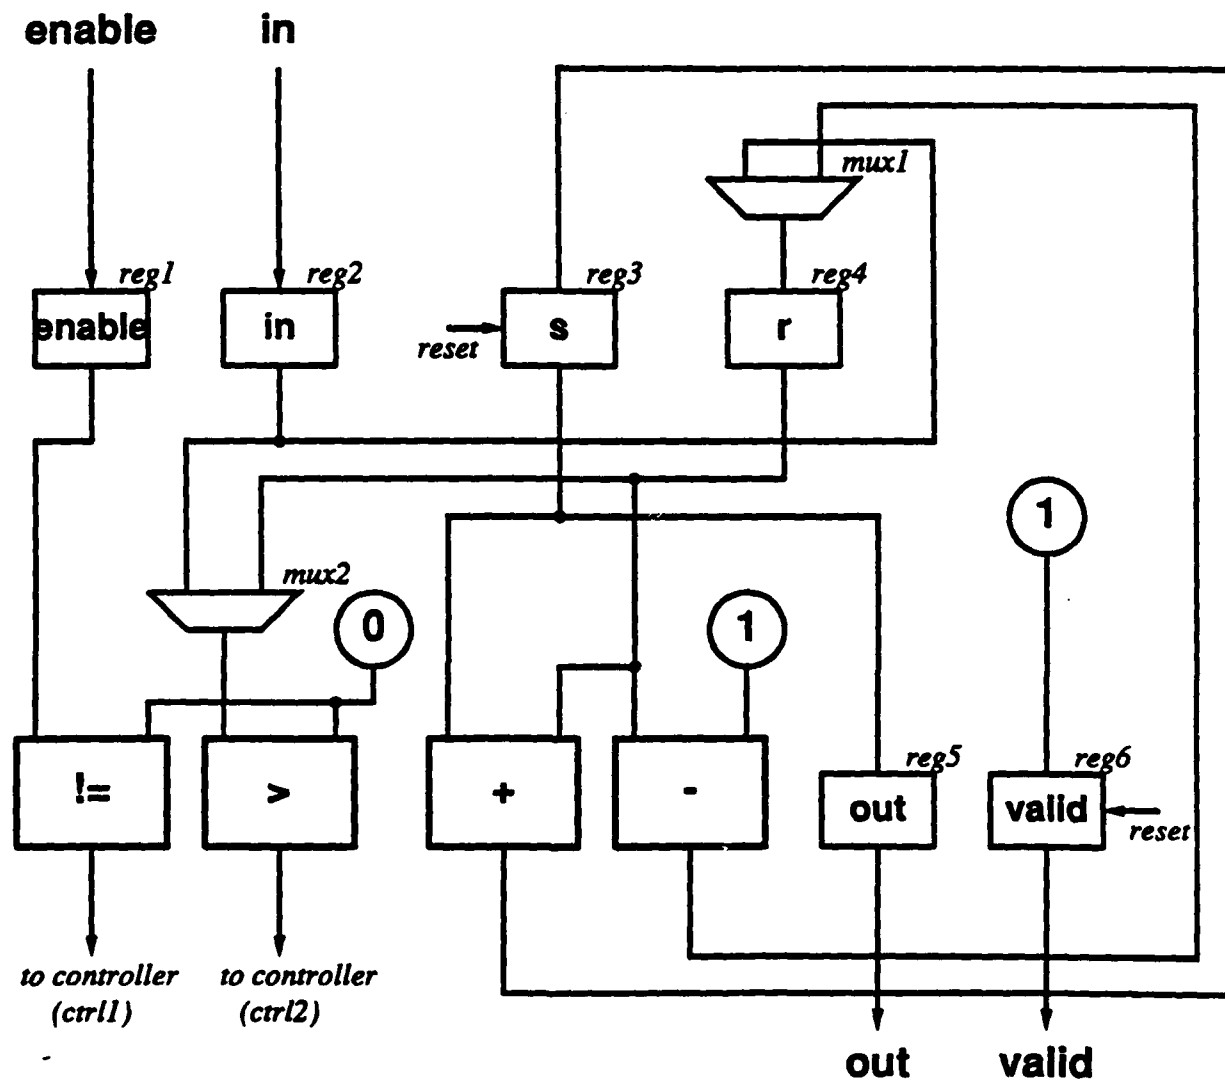 enable in
mux1
reg1 reg2 reg3 reg4
enable in s r
reset
1
mux2
0 1
reg5 reg6
!= > + - out valid
reset
to controller to controller
(ctrl1) (ctrl2)
out valid